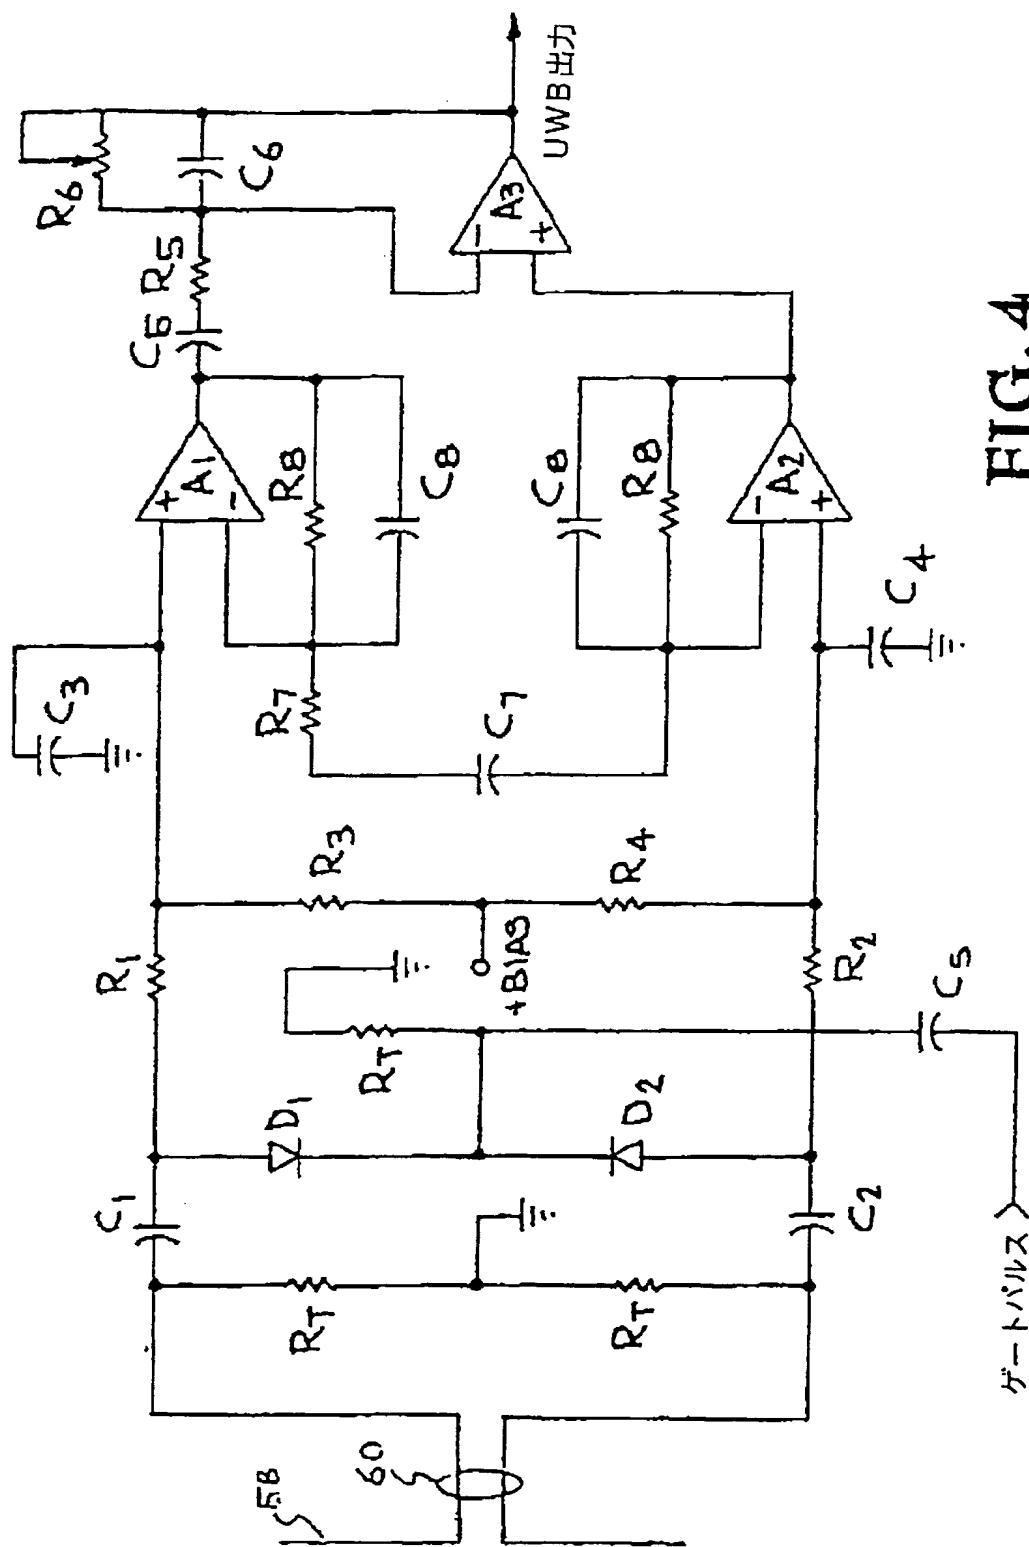 C3
R6
C1
R1
C5
R5
+
A1
−
C6
5B
D1
R7
R8
RT
R3
60
RT
C8
+BIAS
C7
−
A3
+
UWB出力
C8
RT
D2
R4
R8
−
A2
+
C2
R2
C4
C5
ゲートパルス
FIG. 4